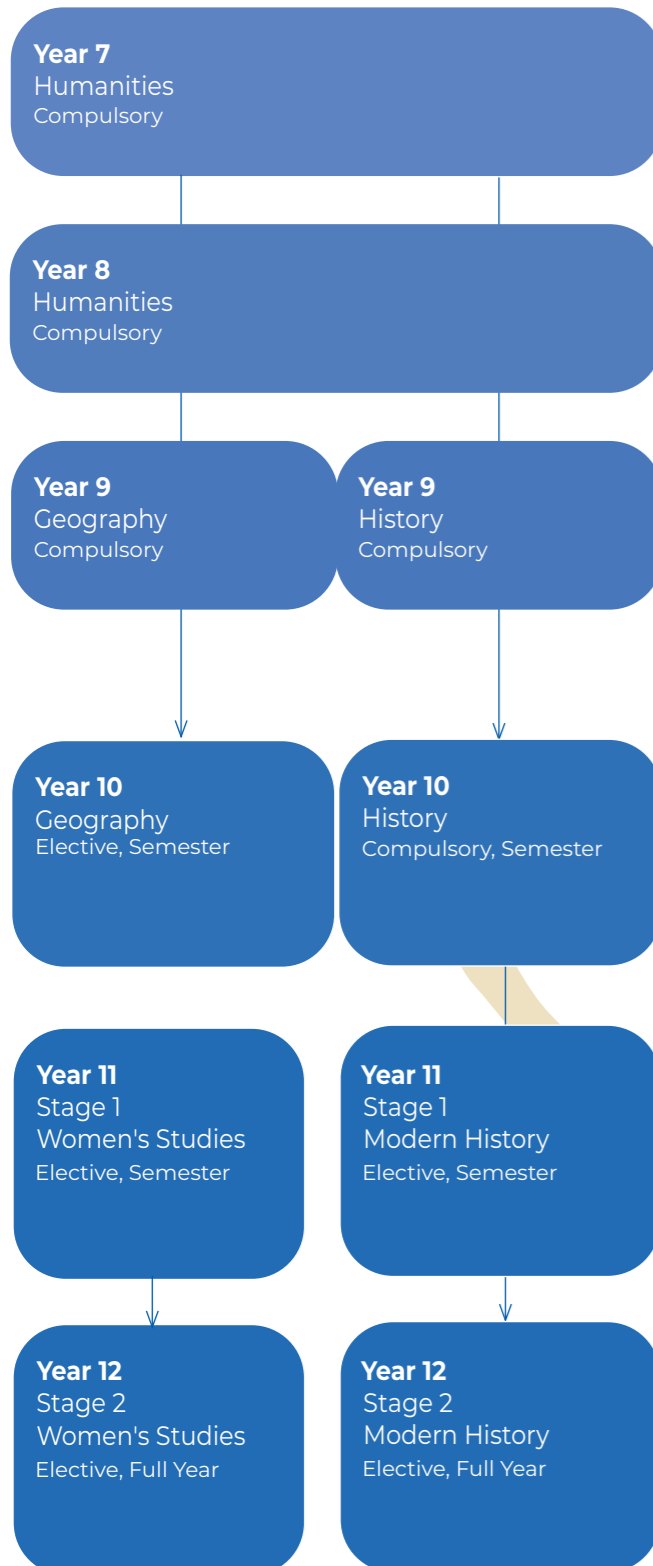 Year 7
Humanities
Compulsory
Year 8
Humanities
Compulsory
Year 9
Geography
Compulsory
Year 9
History
Compulsory
Year 10
Geography
Elective, Semester
Year 10
History
Compulsory, Semester
Year 11
Stage 1
Women's Studies
Elective, Semester
Year 11
Stage 1
Modern History
Elective, Semester
Year 12
Stage 2
Women's Studies
Elective, Full Year
Year 12
Stage 2
Modern History
Elective, Full Year